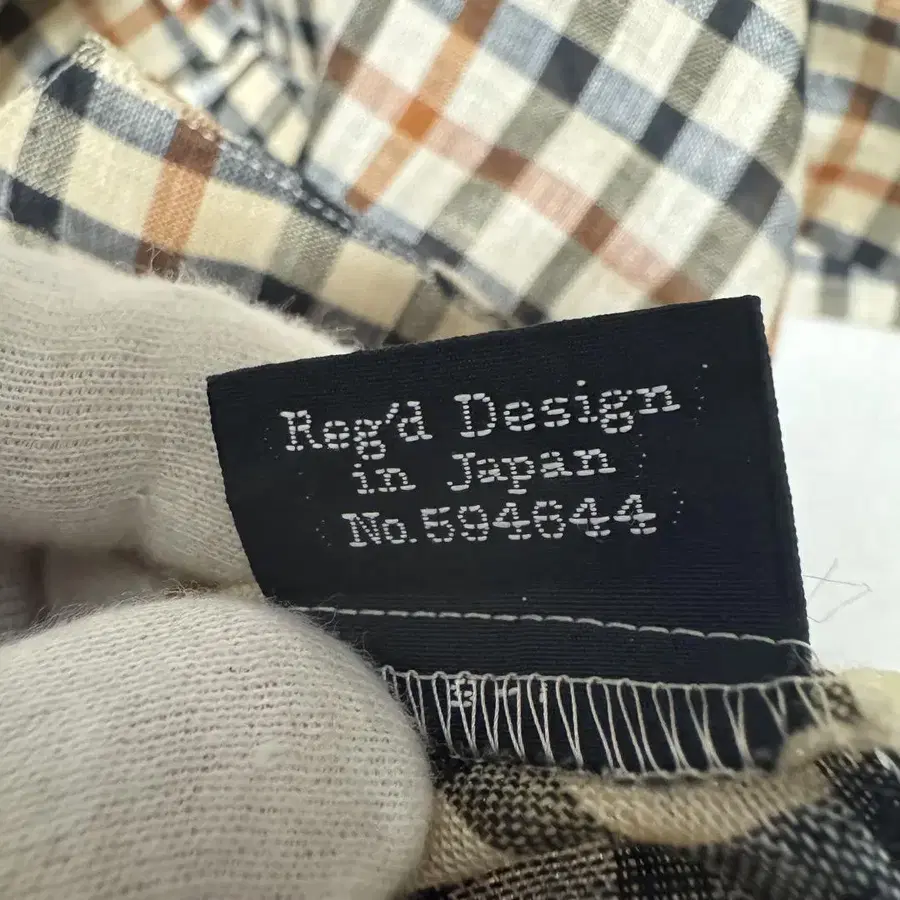 Reg'd Design
in Japan
No.594644